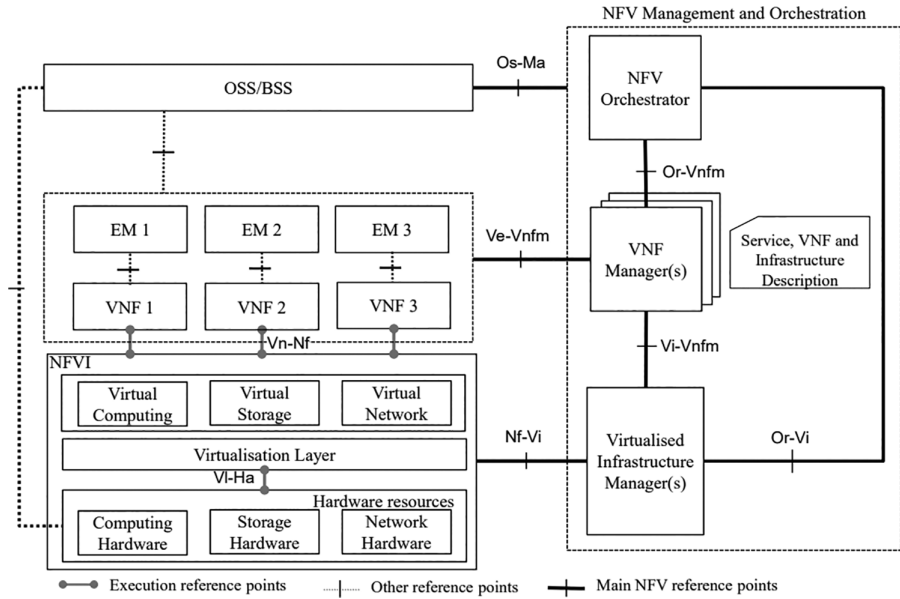 NFV Management and Orchestration
Os-Ma
OSS/BSS
NFV
Orchestrator
Or-Vnfm
EM 1
EM 2
EM 3
Ve-Vnfm
VNF
Manager(s)
Service, VNF and
Infrastructure
Description
VNF 1
VNF 2
VNF 3
Vn-Nf
Vi-Vnfm
NFVI
Virtual
Computing
Virtual
Storage
Virtual
Network
Nf-Vi
Virtualised
Infrastructure
Manager(s)
Or-Vi
Virtualisation Layer
Vl-Ha
Hardware resources
Computing
Hardware
Storage
Hardware
Network
Hardware
Execution reference points
Other reference points
Main NFV reference points